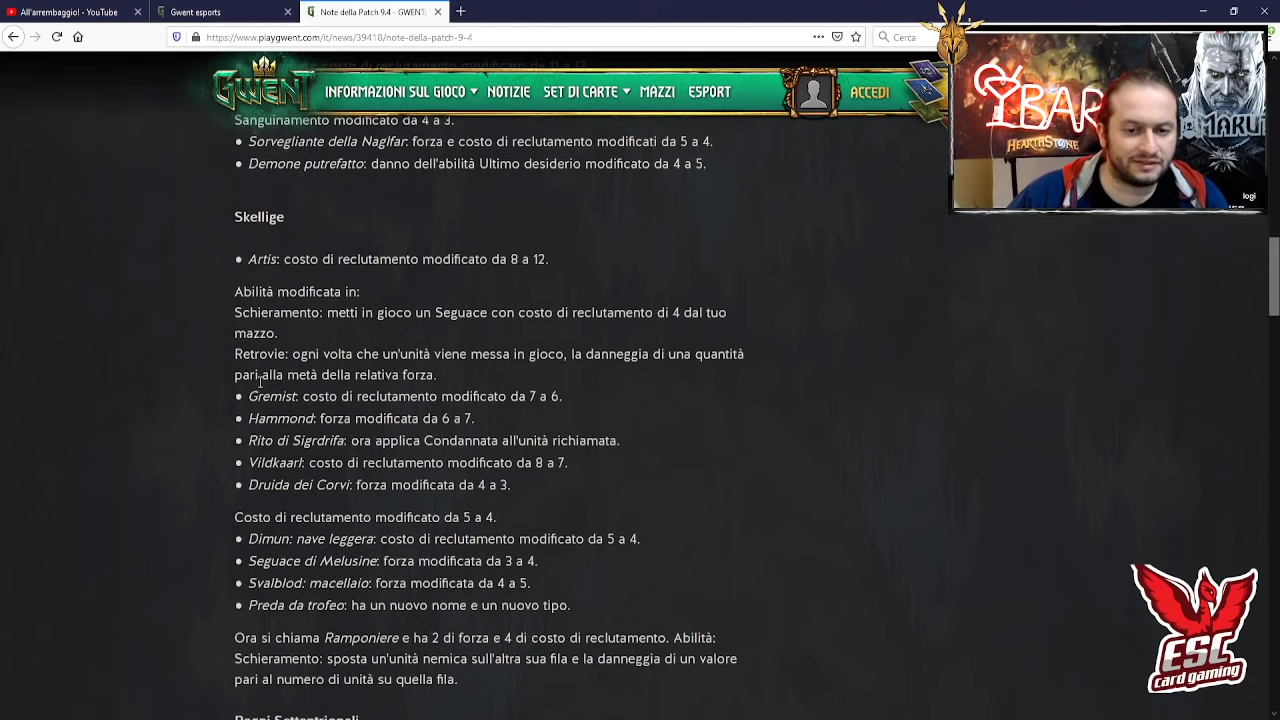 All'arrembaggio! - YouTube
Gwent esports
Note della Patch 9.4 - GWENT:
https://www.playgwent.com/it/news/39418/note-della-patch-9-4
Cerca
GWENT
INFORMAZIONI SUL GIOCO
NOTIZIE
SET DI CARTE
MAZZI
ESPORT
ACCEDI
Sanguinamento modificato da 4 a 3.
Sorvegliante della Naglfar: forza e costo di reclutamento modificati da 5 a 4.
Demone putrefatto: danno dell'abilità Ultimo desiderio modificato da 4 a 5.
Skellige
Artis: costo di reclutamento modificato da 8 a 12.
Abilità modificata in:
Schieramento: metti in gioco un Seguace con costo di reclutamento di 4 dal tuo
mazzo.
Retrovie: ogni volta che un'unità viene messa in gioco, la danneggia di una quantità
pari alla metà della relativa forza.
Gremist: costo di reclutamento modificato da 7 a 6.
Hammond: forza modificata da 6 a 7.
Rito di Sigrdrifa: ora applica Condannata all'unità richiamata.
Vildkaarl: costo di reclutamento modificato da 8 a 7.
Druida dei Corvi: forza modificata da 4 a 3.
Costo di reclutamento modificato da 5 a 4.
Dimun: nave leggera: costo di reclutamento modificato da 5 a 4.
Seguace di Melusine: forza modificata da 3 a 4.
Svalblod: macellaio: forza modificata da 4 a 5.
Preda da trofeo: ha un nuovo nome e un nuovo tipo.
Ora si chiama Ramponiere e ha 2 di forza e 4 di costo di reclutamento. Abilità:
Schieramento: sposta un'unità nemica sull'altra sua fila e la danneggia di un valore
pari al numero di unità su quella fila.
Regni Settentrionali
HEARTHSTONE
logi
ESC
card gaming